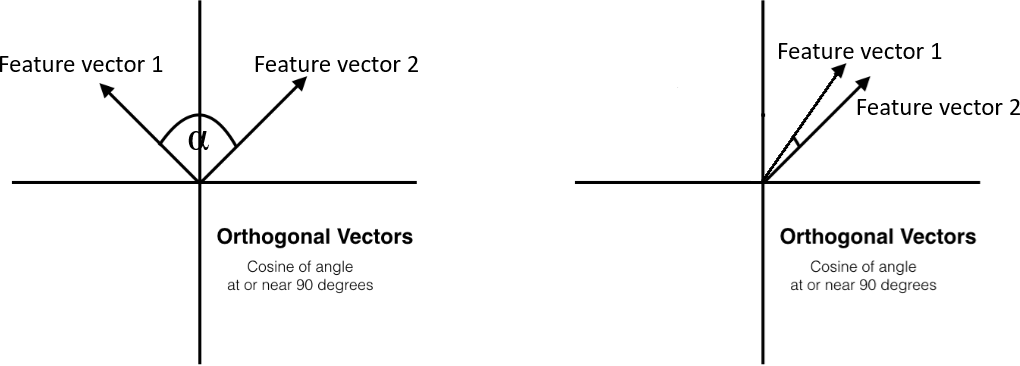 Feature vector 1
Feature vector 2
α
Orthogonal Vectors
Cosine of angle
at or near 90 degrees
Feature vector 1
Feature vector 2
Orthogonal Vectors
Cosine of angle
at or near 90 degrees